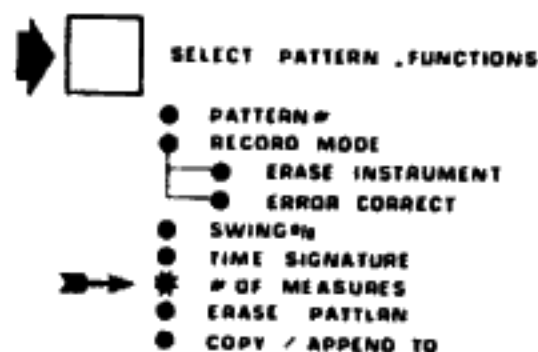 SELECT PATTERN . FUNCTIONS
PATTERN #
RECORD MODE
ERASE INSTRUMENT
ERROR CORRECT
SWING %
TIME SIGNATURE
# OF MEASURES
ERASE PATTERN
COPY / APPEND TO